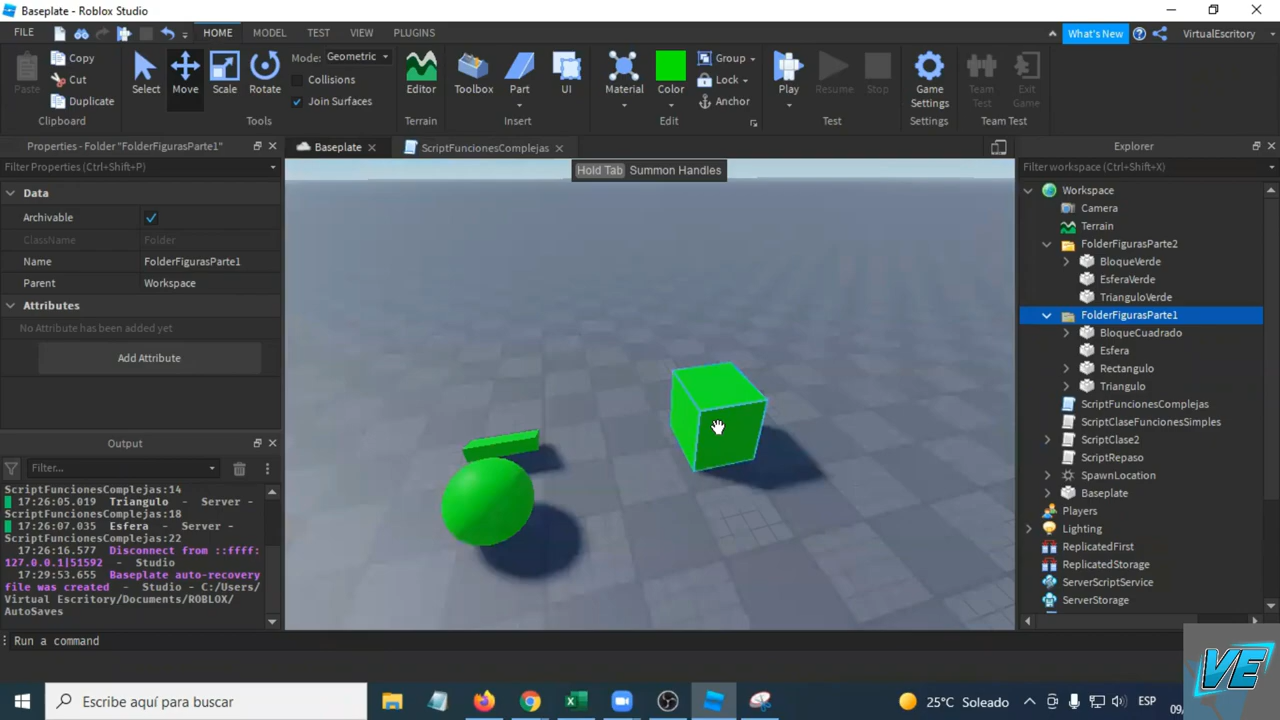 Baseplate - Roblox Studio
FILE HOME MODEL TEST VIEW PLUGINS What's New VirtualEscritory
Paste Copy Cut Duplicate Clipboard
Select Move Scale Rotate Mode: Geometric Collisions Join Surfaces Tools
Editor Terrain
Toolbox Part UI Insert
Material Color Group Lock Anchor Edit
Play Resume Stop Test
Game Settings Settings
Team Test Exit Game Team Test
Properties - Folder "FolderFigurasParte1"
Filter Properties (Ctrl+Shift+P)
Data
Archivable
ClassName Folder
Name FolderFigurasParte1
Parent Workspace
Attributes
No Attribute has been added yet
Add Attribute
Output
Filter...
ScriptFuncionesComplejas:14
17:26:05.019 Triangulo - Server -
ScriptFuncionesComplejas:18
17:26:07.035 Esfera - Server -
ScriptFuncionesComplejas:22
17:26:16.577 Disconnect from ::ffff:
127.0.0.1|51592 - Studio
17:29:53.655 Baseplate auto-recovery
file was created - Studio - C:/Users/
Virtual Escritory/Documents/ROBLOX/
AutoSaves
Baseplate ScriptFuncionesComplejas
Hold Tab Summon Handles
Explorer
Filter workspace (Ctrl+Shift+X)
Workspace
Camera
Terrain
FolderFigurasParte2
BloqueVerde
EsferaVerde
TrianguloVerde
FolderFigurasParte1
BloqueCuadrado
Esfera
Rectangulo
Triangulo
ScriptFuncionesComplejas
ScriptClaseFuncionesSimples
ScriptClase2
ScriptRepaso
SpawnLocation
Baseplate
Players
Lighting
ReplicatedFirst
ReplicatedStorage
ServerScriptService
ServerStorage
Run a command
VE
Escribe aquí para buscar
25°C Soleado
ESP
09/